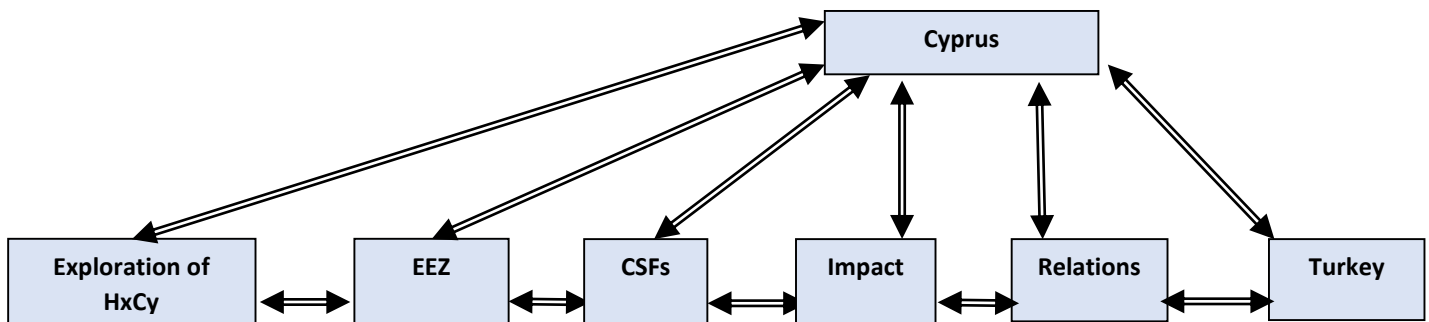 Cyprus
Exploration of
HxCy
EEZ
CSFs
Impact
Relations
Turkey